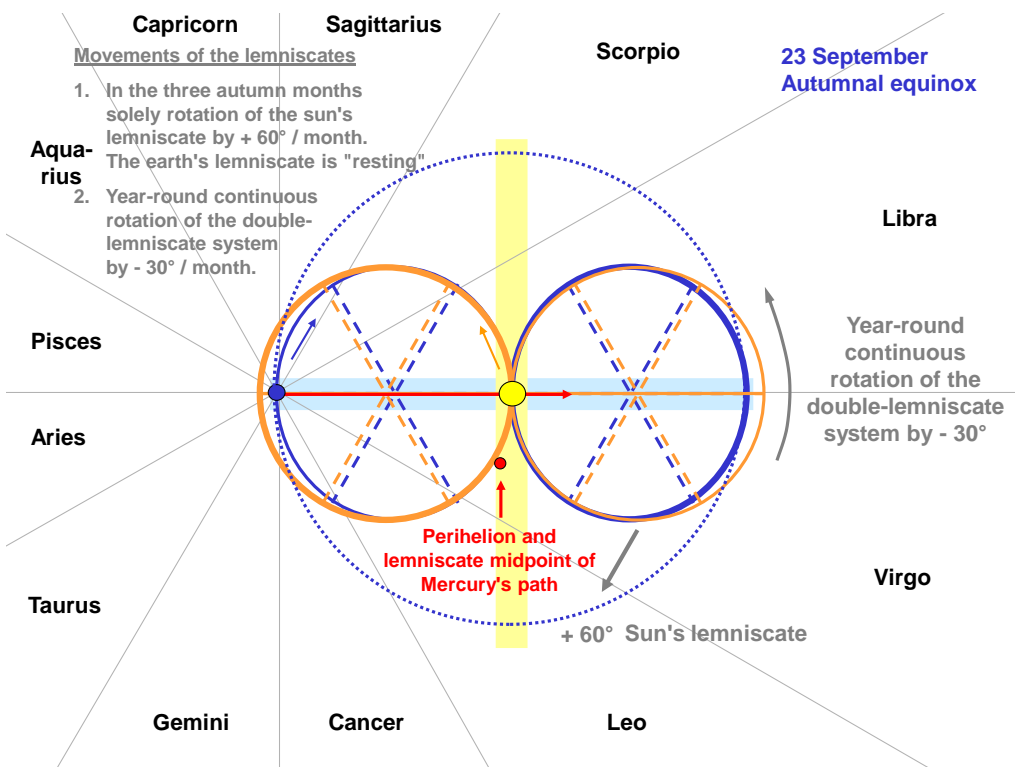 Capricorn
Sagittarius
Scorpio
23 September
Autumnal equinox
Movements of the lemniscates
1. In the three autumn months
solely rotation of the sun's
lemniscate by + 60° / month.
The earth's lemniscate is "resting"
2. Year-round continuous
rotation of the double-
lemniscate system
by - 30° / month.
Aqua-
rius
Libra
Pisces
Year-round
continuous
rotation of the
double-lemniscate
system by - 30°
Aries
Perihelion and
lemniscate midpoint of
Mercury's path
Virgo
Taurus
+ 60° Sun's lemniscate
Gemini
Cancer
Leo